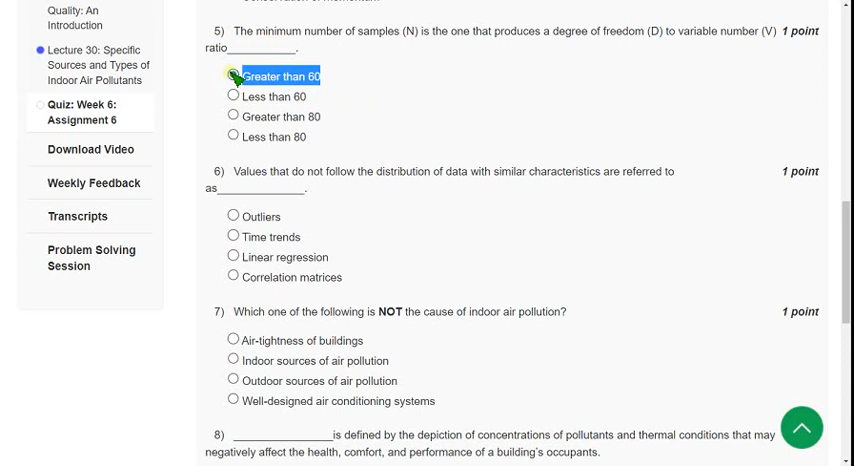 Quality: An
Introduction
Lecture 30: Specific
Sources and Types of
Indoor Air Pollutants
Quiz: Week 6:
Assignment 6
Download Video
Weekly Feedback
Transcripts
Problem Solving
Session
5) The minimum number of samples (N) is the one that produces a degree of freedom (D) to variable number (V) 1 point
ratio___________.
Greater than 60
Less than 60
Greater than 80
Less than 80
6) Values that do not follow the distribution of data with similar characteristics are referred to 1 point
as______________.
Outliers
Time trends
Linear regression
Correlation matrices
7) Which one of the following is NOT the cause of indoor air pollution? 1 point
Air-tightness of buildings
Indoor sources of air pollution
Outdoor sources of air pollution
Well-designed air conditioning systems
8) ________________is defined by the depiction of concentrations of pollutants and thermal conditions that may
negatively affect the health, comfort, and performance of a building's occupants.